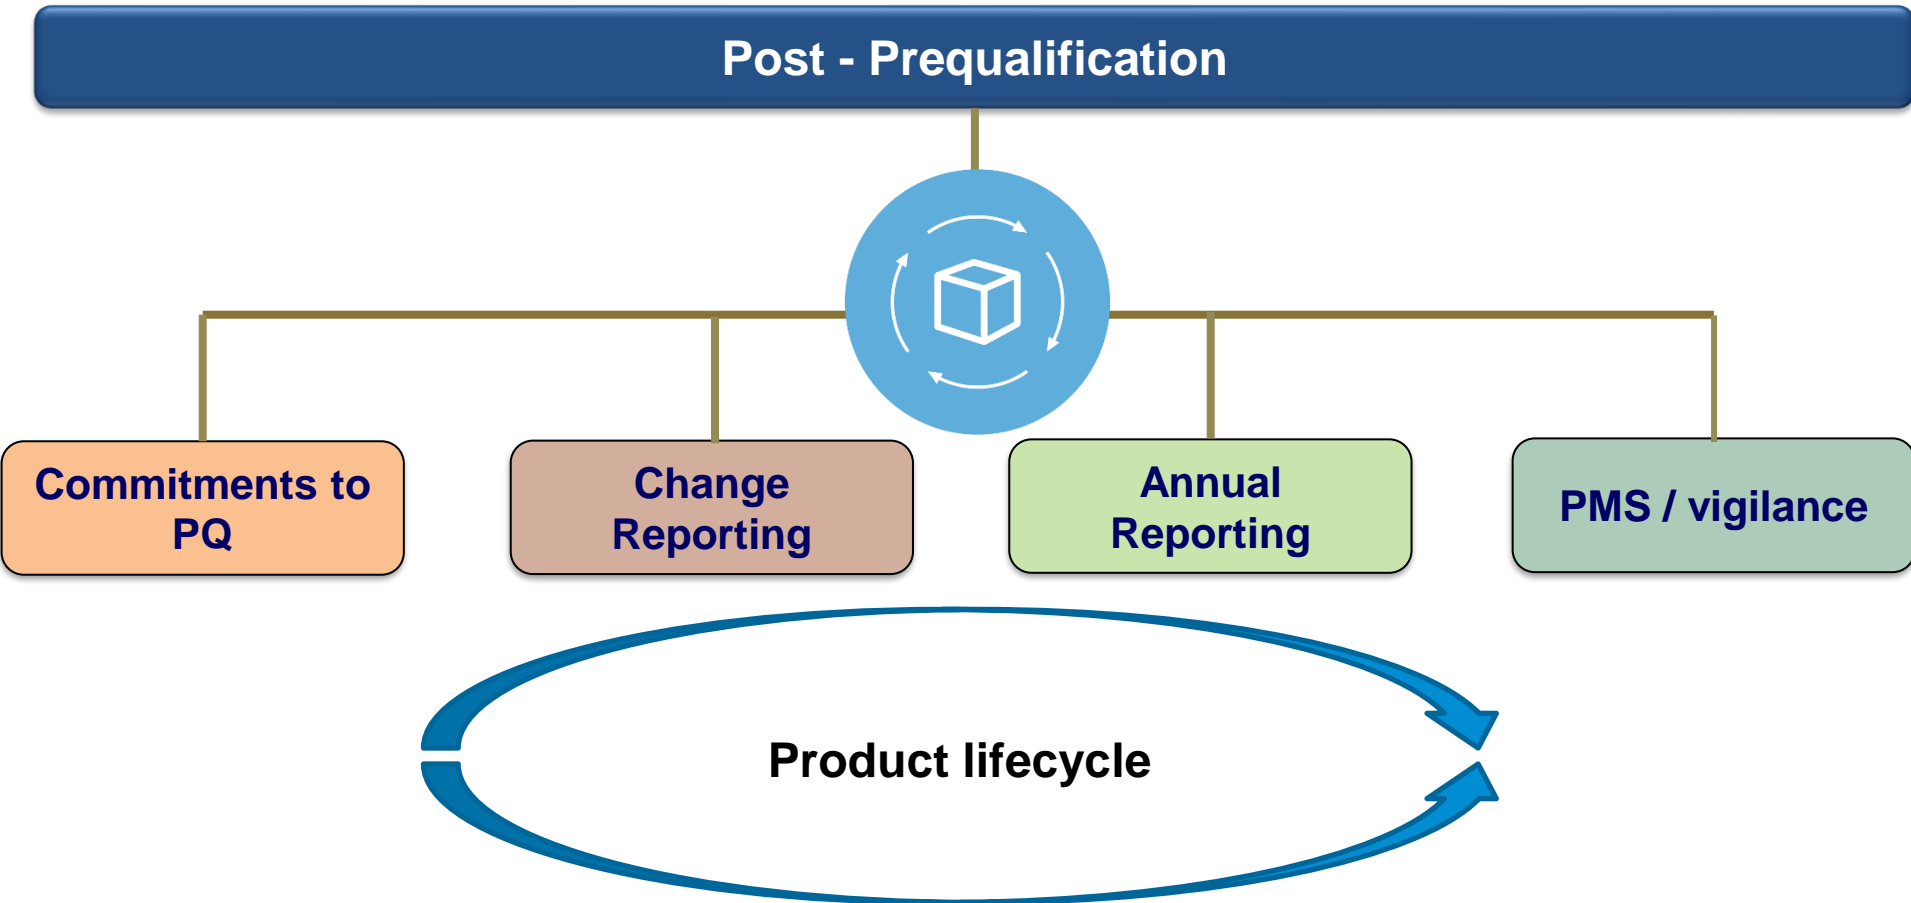 Post - Prequalification
Commitments to
PQ
Change
Reporting
Annual
Reporting
PMS / vigilance
Product lifecycle